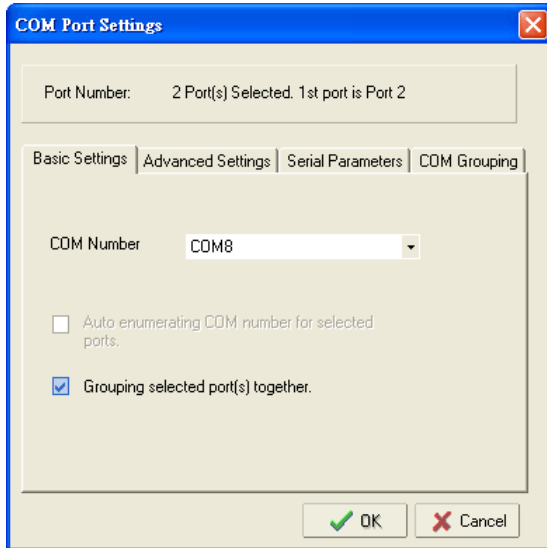 COM Port Settings
Port Number: 2 Port(s) Selected. 1st port is Port 2
Basic Settings Advanced Settings Serial Parameters COM Grouping
COM Number COM8
Auto enumerating COM number for selected
ports.
Grouping selected port(s) together.
OK Cancel